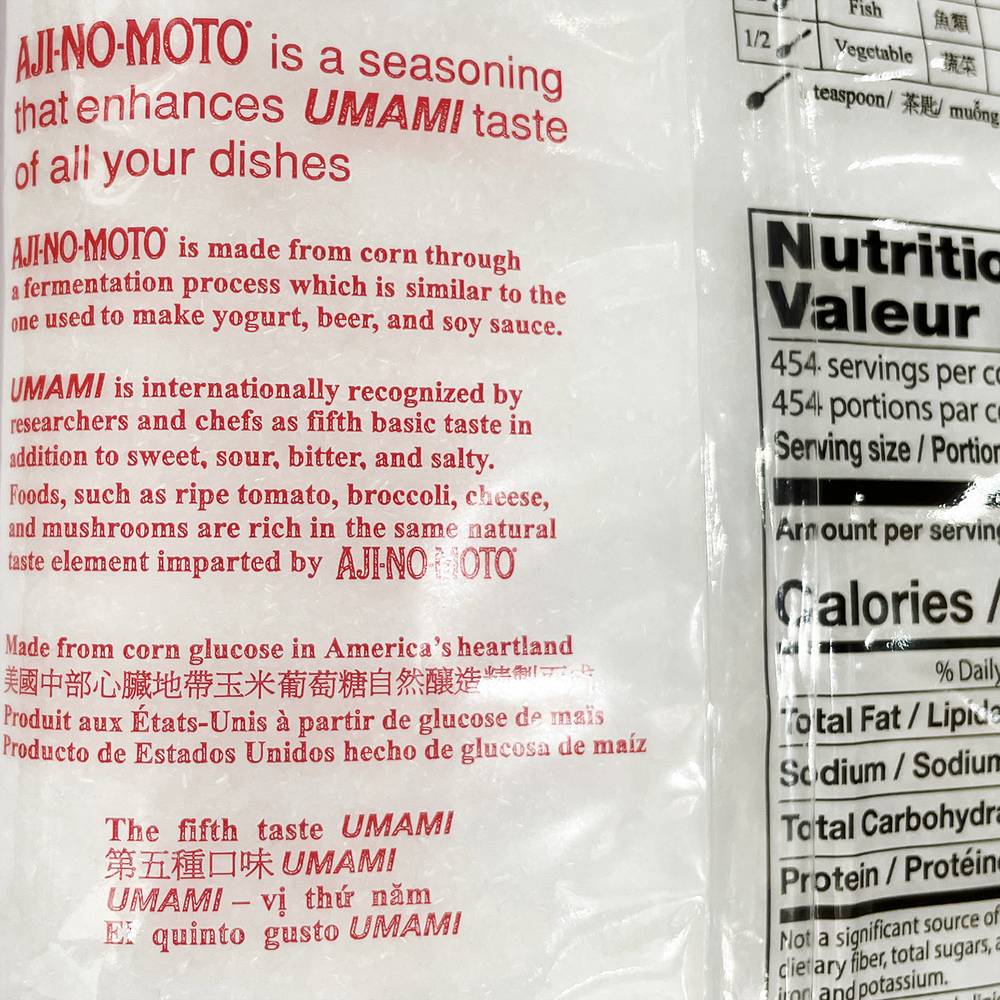 AJI-NO-MOTO® is a seasoning
that enhances UMAMI taste
of all your dishes
AJI-NO-MOTO® is made from corn through
a fermentation process which is similar to the
one used to make yogurt, beer, and soy sauce.
UMAMI is internationally recognized by
researchers and chefs as fifth basic taste in
addition to sweet, sour, bitter, and salty.
Foods, such as ripe tomato, broccoli, cheese,
and mushrooms are rich in the same natural
taste element imparted by AJI-NO-MOTO®
Made from corn glucose in America's heartland
美國中部心臟地帶玉米葡萄糖自然釀造精製而成
Produit aux États-Unis à partir de glucose de maïs
Producto de Estados Unidos hecho de glucosa de maíz
The fifth taste UMAMI
第五種口味 UMAMI
UMAMI – vị thứ năm
El quinto gusto UMAMI
Fish 魚類
1/2 Vegetable 蔬菜
teaspoon/ 茶匙/ muỗng
Nutritio
Valeur
454 servings per co
454 portions par c
Serving size / Portion
Amount per serving
Calories /
% Daily
Total Fat / Lipide
Sodium / Sodium
Total Carbohydra
Protein / Protéine
Not a significant source of
dietary fiber, total sugars,
iron and potassium.